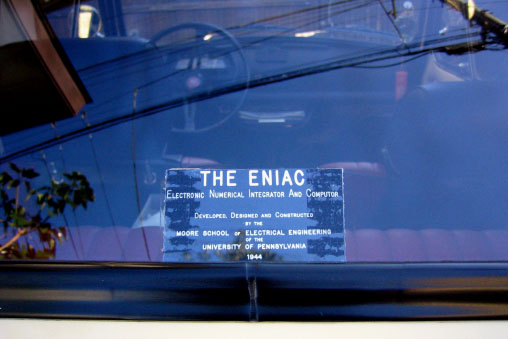 THE ENIAC
ELECTRONIC NUMERICAL INTEGRATOR AND COMPUTOR
DEVELOPED, DESIGNED AND CONSTRUCTED
BY THE
MOORE SCHOOL OF ELECTRICAL ENGINEERING
OF THE
UNIVERSITY OF PENNSYLVANIA
1944